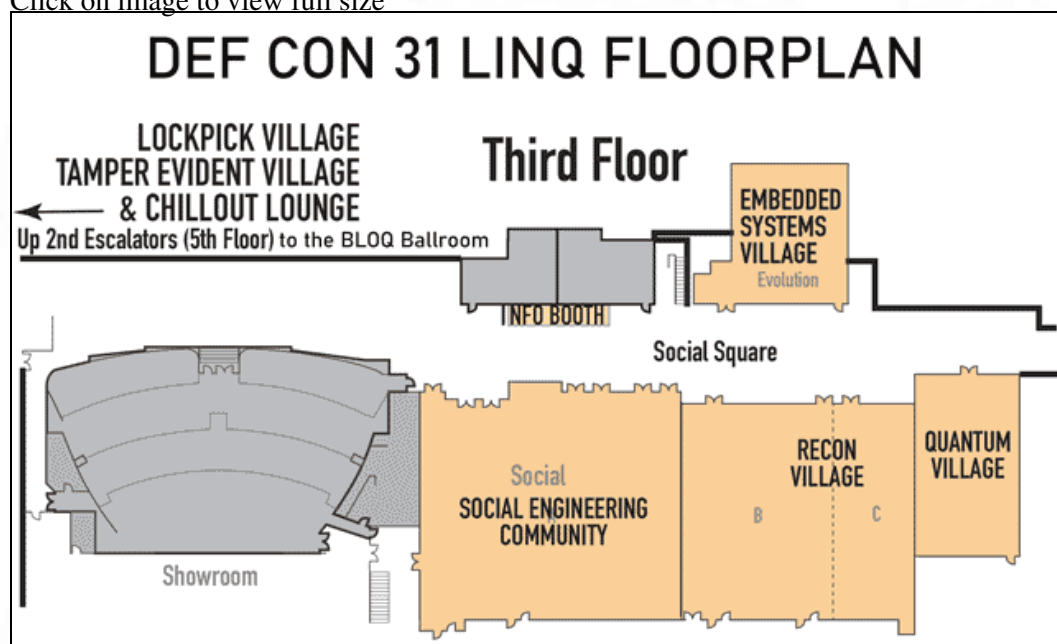 Click on image to view full size
DEF CON 31 LINQ FLOORPLAN
LOCKPICK VILLAGE
TAMPER EVIDENT VILLAGE
& CHILLOUT LOUNGE
Up 2nd Escalators (5th Floor) to the BLOQ Ballroom
Third Floor
EMBEDDED
SYSTEMS
VILLAGE
Evolution
NFO BOOTH
Social Square
Social
SOCIAL ENGINEERING
COMMUNITY
RECON
VILLAGE
B
C
QUANTUM
VILLAGE
Showroom